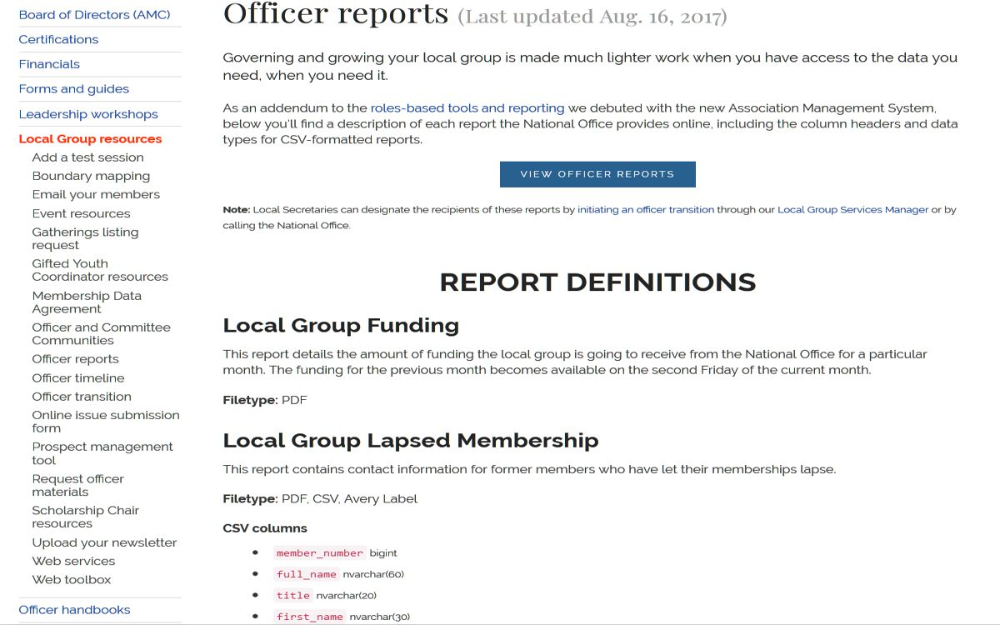 Board of Directors (AMC)
Certifications
Financials
Forms and guides
Leadership workshops
Local Group resources
Add a test session
Boundary mapping
Email your members
Event resources
Gatherings listing
request
Gifted Youth
Coordinator resources
Membership Data
Agreement
Officer and Committee
Communities
Officer reports
Officer timeline
Officer transition
Online issue submission
form
Prospect management
tool
Request officer
materials
Scholarship Chair
resources
Upload your newsletter
Web services
Web toolbox
Officer handbooks
Officer reports (Last updated Aug. 16, 2017)
Governing and growing your local group is made much lighter work when you have access to the data you
need, when you need it.
As an addendum to the roles-based tools and reporting we debuted with the new Association Management System,
below you'll find a description of each report the National Office provides online, including the column headers and data
types for CSV-formatted reports.
VIEW OFFICER REPORTS
Note: Local Secretaries can designate the recipients of these reports by initiating an officer transition through our Local Group Services Manager or by
calling the National Office.
REPORT DEFINITIONS
Local Group Funding
This report details the amount of funding the local group is going to receive from the National Office for a particular
month. The funding for the previous month becomes available on the second Friday of the current month.
Filetype: PDF
Local Group Lapsed Membership
This report contains contact information for former members who have let their memberships lapse.
Filetype: PDF, CSV, Avery Label
CSV columns
• member_number bigint
• full_name nvarchar(60)
• title nvarchar(20)
• first_name nvarchar(30)